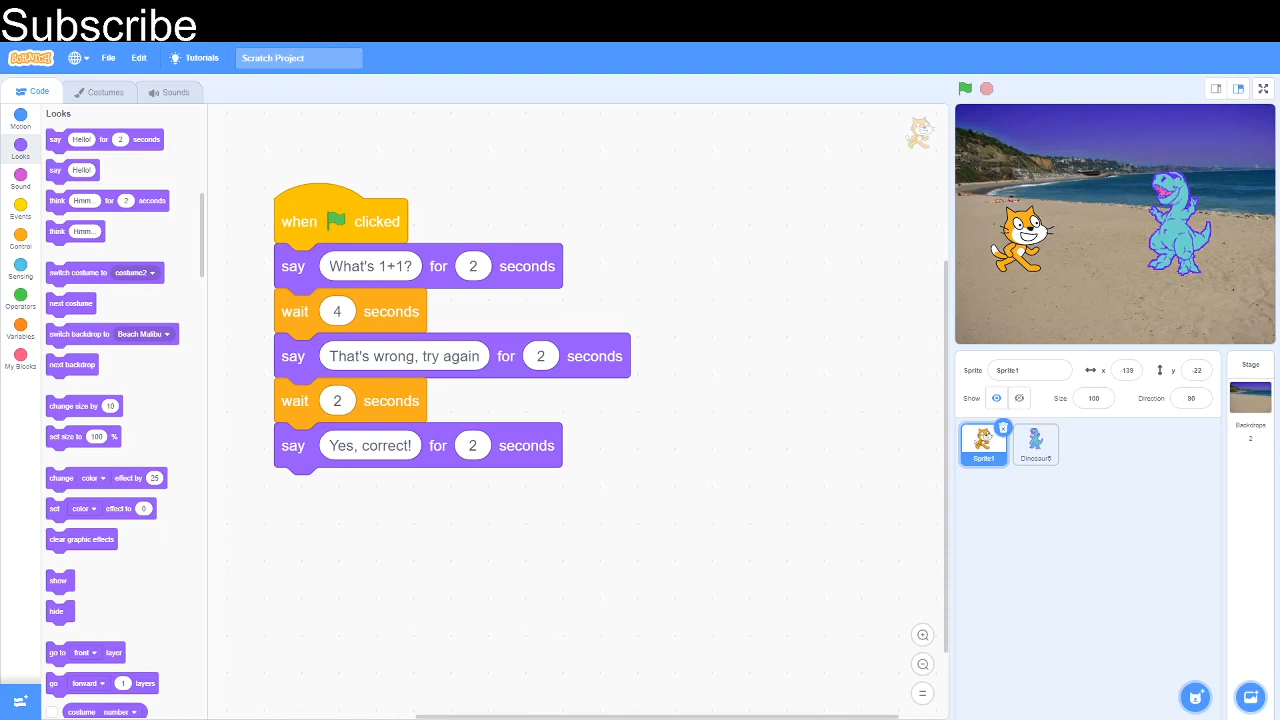 Subscribe
SCRATCH File Edit Tutorials Scratch Project
Code Costumes Sounds
Motion
Looks
Sound
Events
Control
Sensing
Operators
Variables
My Blocks
Looks
say Hello! for 2 seconds
say Hello!
think Hmm... for 2 seconds
think Hmm...
switch costume to costume2
next costume
switch backdrop to Beach Malibu
next backdrop
change size by 10
set size to 100 %
change color effect by 25
set color effect to 0
clear graphic effects
show
hide
go to front layer
go forward 1 layers
costume number
when clicked
say What's 1+1? for 2 seconds
wait 4 seconds
say That's wrong, try again for 2 seconds
wait 2 seconds
say Yes, correct! for 2 seconds
Sprite Sprite1 x -139 y -22
Show Size 100 Direction 90
Sprite1
Dinosaur5
Stage
Backdrops
2